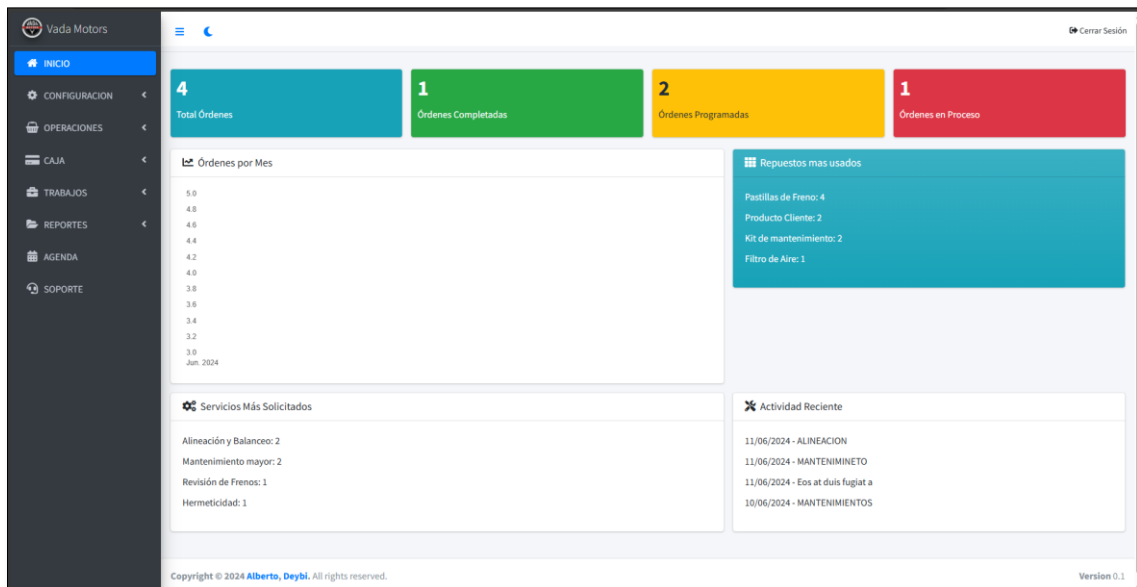 Vada Motors
Cerrar Sesión
INICIO
CONFIGURACION
OPERACIONES
CAJA
TRABAJOS
REPORTES
AGENDA
SOPORTE
4
Total Órdenes
1
Órdenes Completadas
2
Órdenes Programadas
1
Órdenes en Proceso
Órdenes por Mes
5.0
4.8
4.6
4.4
4.2
4.0
3.8
3.6
3.4
3.2
3.0
Jun. 2024
Repuestos mas usados
Pastillas de Freno: 4
Producto Cliente: 2
Kit de mantenimiento: 2
Filtro de Aire: 1
Servicios Más Solicitados
Alineación y Balanceo: 2
Mantenimiento mayor: 2
Revisión de Frenos: 1
Hermeticidad: 1
Actividad Reciente
11/06/2024 - ALINEACION
11/06/2024 - MANTENIMINETO
11/06/2024 - Eos at duis fugiat a
10/06/2024 - MANTENIMIENTOS
Copyright © 2024 Alberto, Deybi. All rights reserved.
Version 0.1